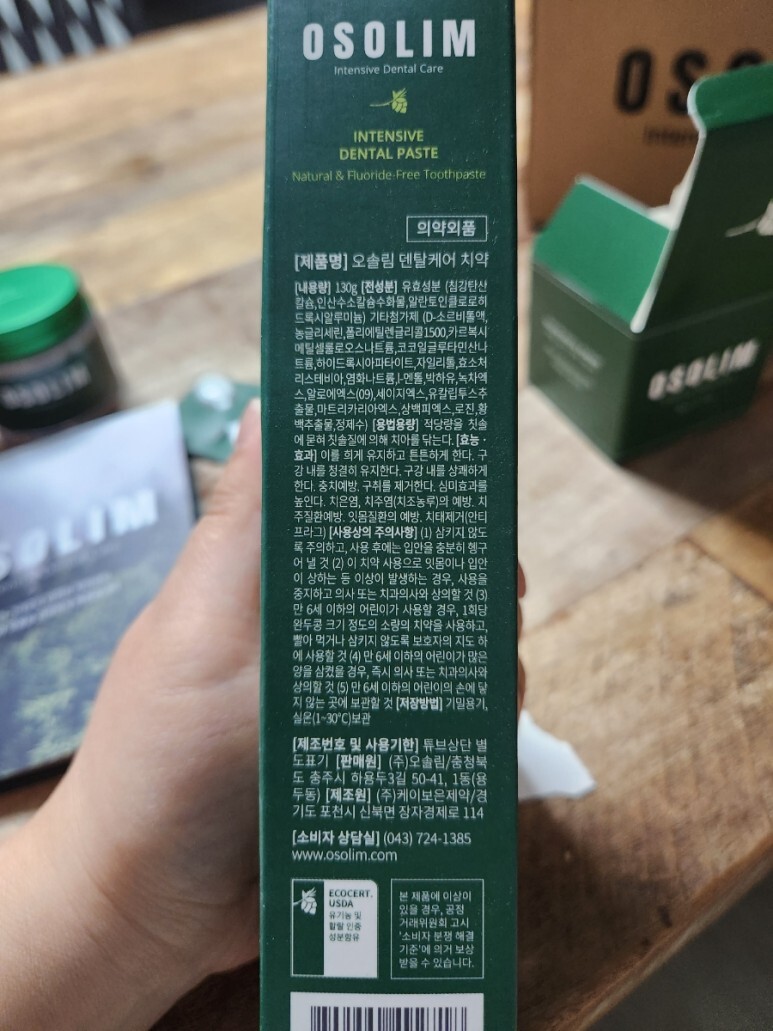 OSOLIM
Intensive Dental Care
INTENSIVE
DENTAL PASTE
Natural & Fluoride-Free Toothpaste
의약외품
[제품명] 오솔림 덴탈케어 치약
[내용량] 130g [전성분] 유효성분 (침강탄산
칼슘,인산수소칼슘수화물,알란토인클로로히
드록시알루미늄) 기타첨가제 (D-소르비톨액,
농글리세린,폴리에틸렌글리콜1500,카르복시
메틸셀룰로오스나트륨,코코일글루타민산나
트륨,하이드록시아파타이트,자일리톨,효소처
리스테비아,염화나트륨,l-멘톨,박하유,녹차엑
스,알로에엑스(09),세이지엑스,유칼립투스추
출물,마트리카리아엑스,상백피엑스,로진,황
백추출물,정제수) [용법용량] 적당량을 칫솔
에 묻혀 칫솔질에 의해 치아를 닦는다. [효능·
효과] 이를 희게 유지하고 튼튼하게 한다. 구
강 내를 청결히 유지한다. 구강 내를 상쾌하게
한다. 충치예방. 구취를 제거한다. 심미효과를
높인다. 치은염, 치주염(치조농루)의 예방. 치
주질환예방. 잇몸질환의 예방. 치태제거(안티
프라그) [사용상의 주의사항] (1) 삼키지 않도
록 주의하고, 사용 후에는 입안을 충분히 헹구
어 낼 것 (2) 이 치약 사용으로 잇몸이나 입안
이 상하는 등 이상이 발생하는 경우, 사용을
중지하고 의사 또는 치과의사와 상의할 것 (3)
만 6세 이하의 어린이가 사용할 경우, 1회당
완두콩 크기 정도의 소량의 치약을 사용하고,
빨아 먹거나 삼키지 않도록 보호자의 지도 하
에 사용할 것 (4) 만 6세 이하의 어린이가 많은
양을 삼켰을 경우, 즉시 의사 또는 치과의사와
상의할 것 (5) 만 6세 이하의 어린이의 손에 닿
지 않는 곳에 보관할 것 [저장방법] 기밀용기,
실온(1~30℃)보관
[제조번호 및 사용기한] 튜브상단 별
도표기 [판매원] (주)오솔림/충청북
도 충주시 하용두3길 50-41, 1동(용
두동) [제조원] (주)케이보은제약/경
기도 포천시 신북면 장자경제로 114
[소비자 상담실] (043) 724-1385
www.osolim.com
ECOCERT.
USDA
유기농 및
할랄 인증
성분함유
본 제품에 이상이
있을 경우, 공정
거래위원회 고시
'소비자 분쟁 해결
기준'에 의거 보상
받을 수 있습니다.
OSOLIM
OSOLIM
OSOLIM